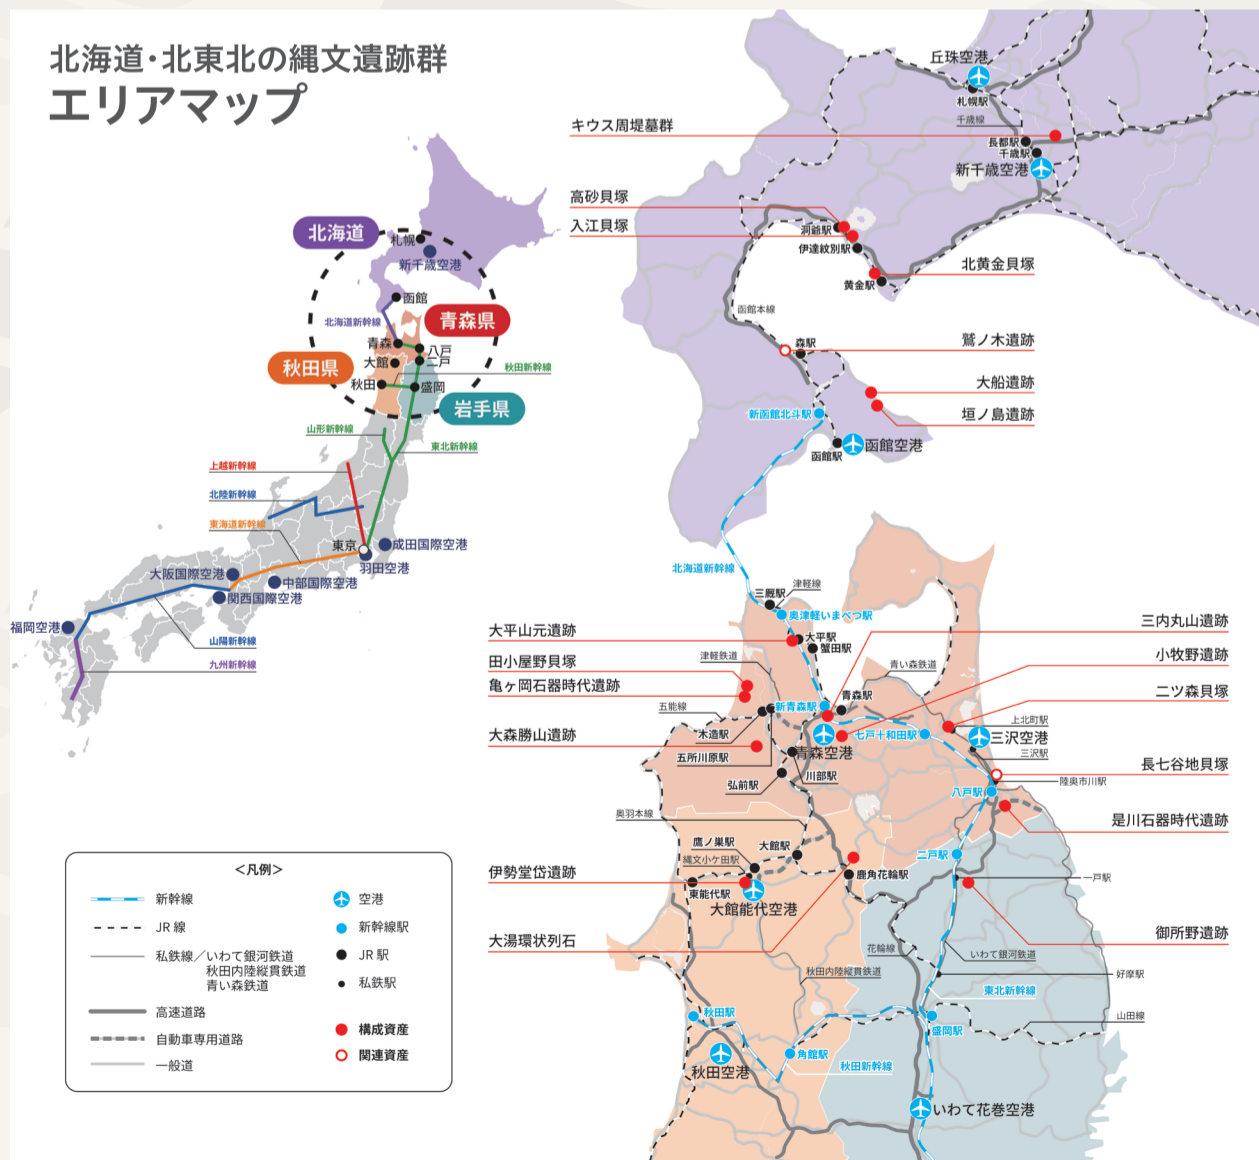 北海道・北東北の縄文遺跡群
エリアマップ
北海道
札幌
新千歳空港
函館
北海道新幹線
青森県
青森
八戸
二戸
大館
秋田県
秋田
秋田新幹線
盛岡
岩手県
山形新幹線
東北新幹線
上越新幹線
北陸新幹線
東海道新幹線
東京
成田国際空港
羽田空港
大阪国際空港
中部国際空港
関西国際空港
福岡空港
山陽新幹線
九州新幹線
<凡例>
新幹線
JR 線
私鉄線／いわて銀河鉄道
秋田内陸縦貫鉄道
青い森鉄道
高速道路
自動車専用道路
一般道
空港
新幹線駅
JR 駅
私鉄駅
構成資産
関連資産
丘珠空港
札幌駅
千歳線
キウス周堤墓群
長都駅
千歳駅
新千歳空港
高砂貝塚
入江貝塚
洞爺駅
伊達紋別駅
北黄金貝塚
黄金駅
函館本線
森駅
鷲ノ木遺跡
大船遺跡
垣ノ島遺跡
新函館北斗駅
函館駅
函館空港
北海道新幹線
三厩駅
津軽線
奥津軽いまべつ駅
大平山元遺跡
大平駅
蟹田駅
三内丸山遺跡
小牧野遺跡
田小屋野貝塚
津軽鉄道
青い森鉄道
亀ヶ岡石器時代遺跡
二ツ森貝塚
五能線
新青森駅
青森駅
上北町駅
大森勝山遺跡
木造駅
七戸十和田駅
三沢空港
青森空港
三沢駅
五所川原駅
長七谷地貝塚
川部駅
弘前駅
陸奥市川駅
八戸駅
奥羽本線
是川石器時代遺跡
鷹ノ巣駅
大館駅
縄文小ケ田駅
二戸駅
伊勢堂岱遺跡
鹿角花輪駅
一戸駅
東能代駅
大館能代空港
大湯環状列石
御所野遺跡
花輪線
いわて銀河鉄道
秋田内陸縦貫鉄道
好摩駅
東北新幹線
秋田駅
山田線
盛岡駅
角館駅
秋田新幹線
秋田空港
いわて花巻空港